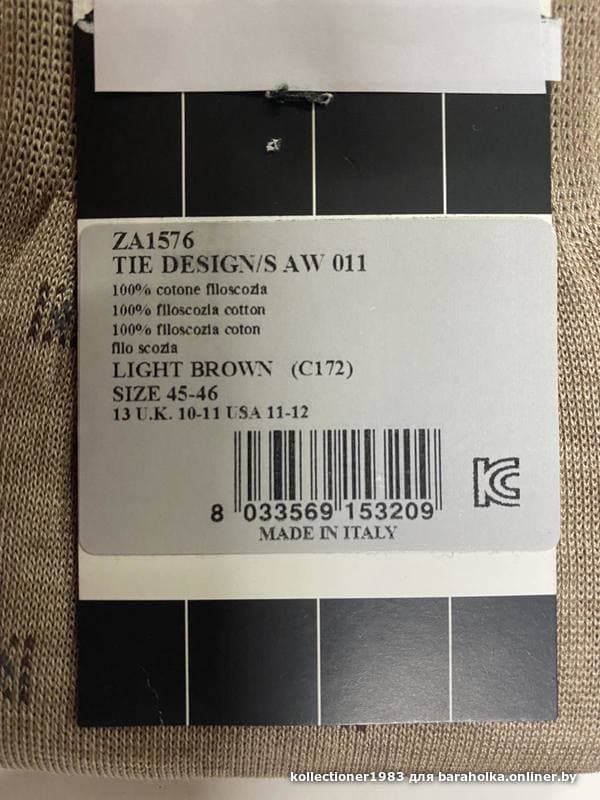 ZA1576
TIE DESIGN/S AW 011
100% cotone filoscozia
100% filoscozia cotton
100% filoscozia coton
filo scozia
LIGHT BROWN (C172)
SIZE 45-46
13 U.K. 10-11 USA 11-12
8 033569 153209
MADE IN ITALY
kollectioner1983 для baraholka.onliner.by